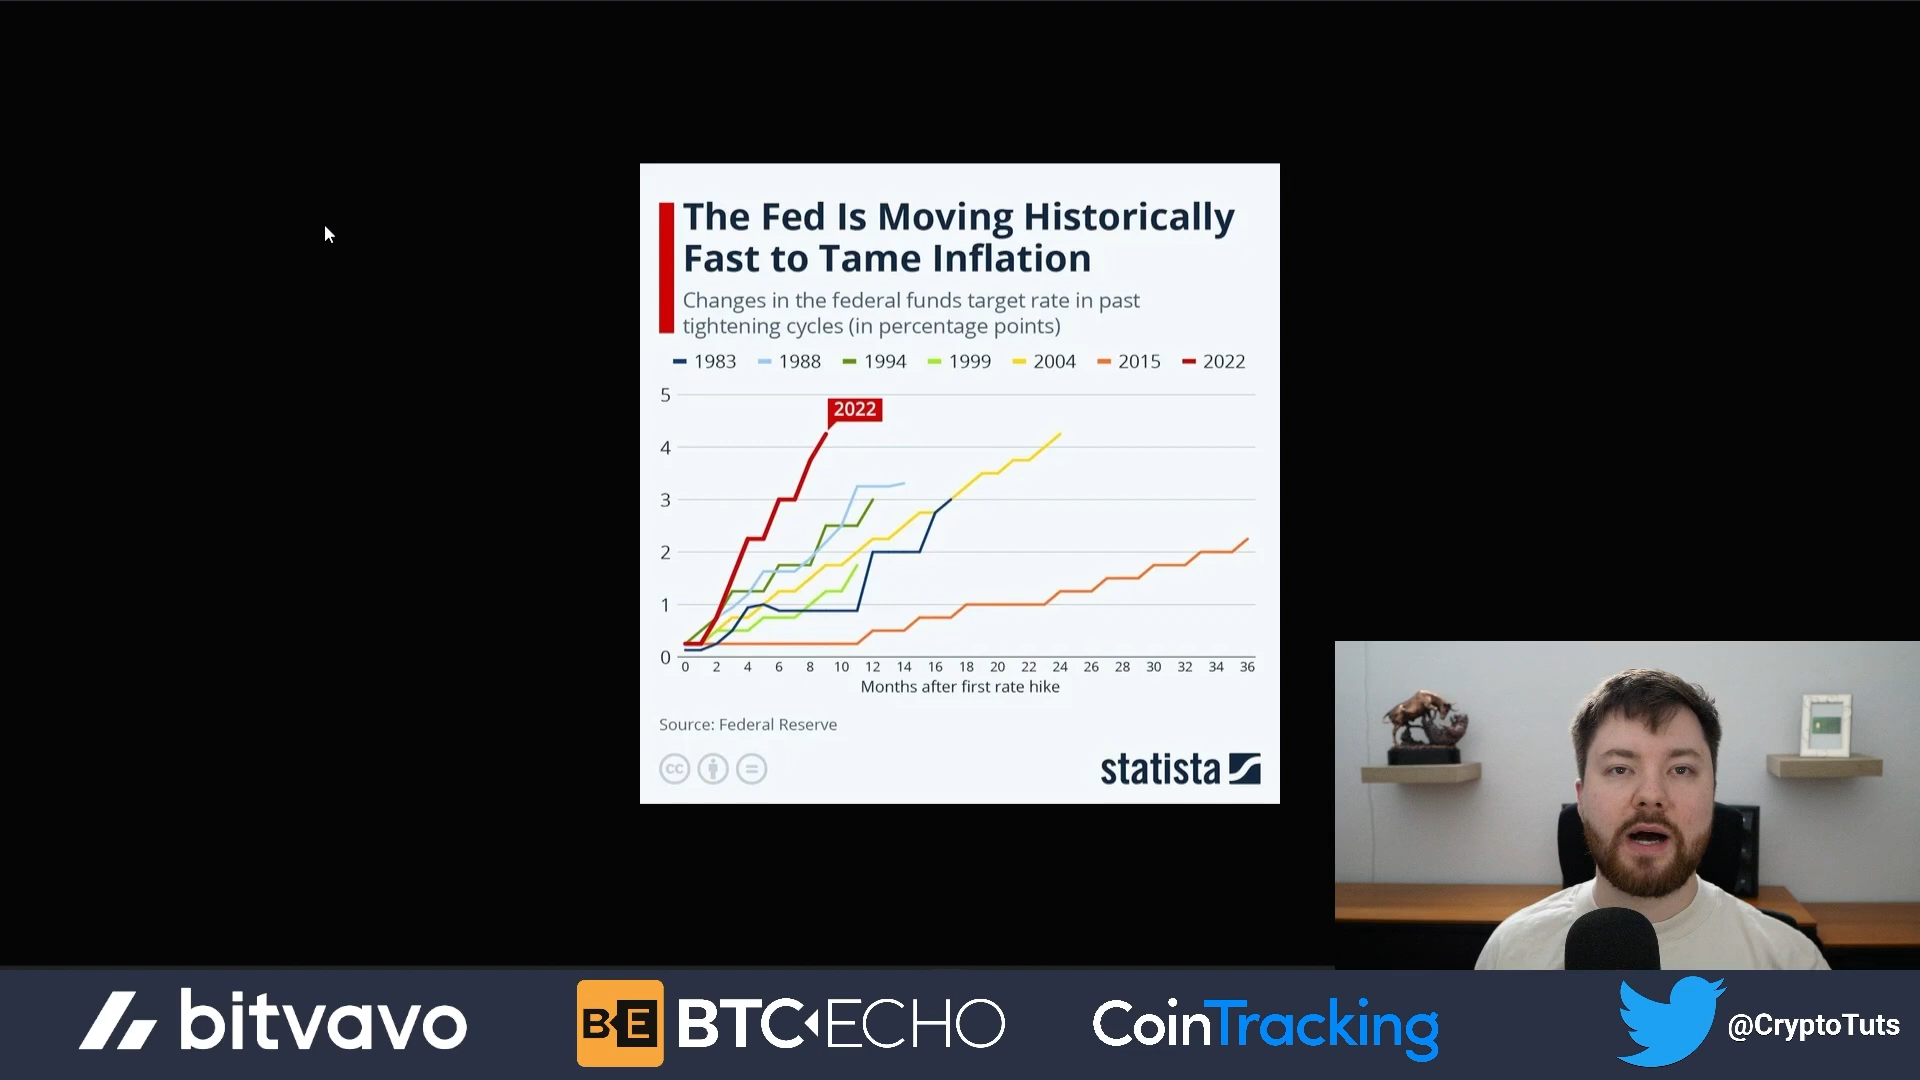 The Fed Is Moving Historically
Fast to Tame Inflation
Changes in the federal funds target rate in past
tightening cycles (in percentage points)
1983 1988 1994 1999 2004 2015 2022
5
2022
4
3
2
1
0
0 2 4 6 8 10 12 14 16 18 20 22 24 26 28 30 32 34 36
Months after first rate hike
Source: Federal Reserve
cc
statista
bitvavo
BE BTC ECHO
CoinTracking
@CryptoTuts